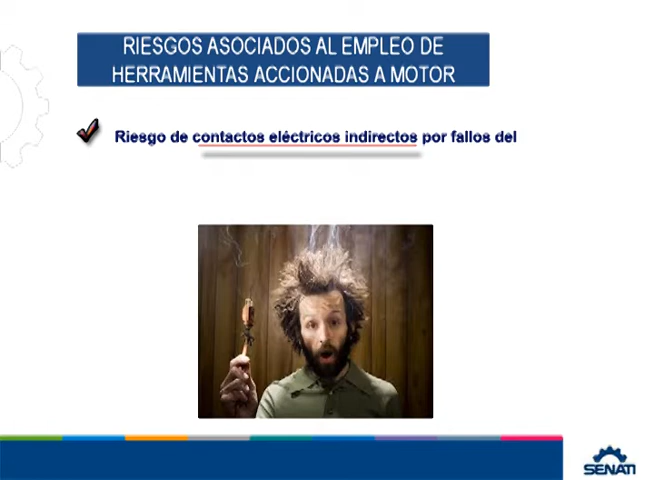 RIESGOS ASOCIADOS AL EMPLEO DE
HERRAMIENTAS ACCIONADAS A MOTOR
Riesgo de contactos eléctricos indirectos por fallos del
SENATI